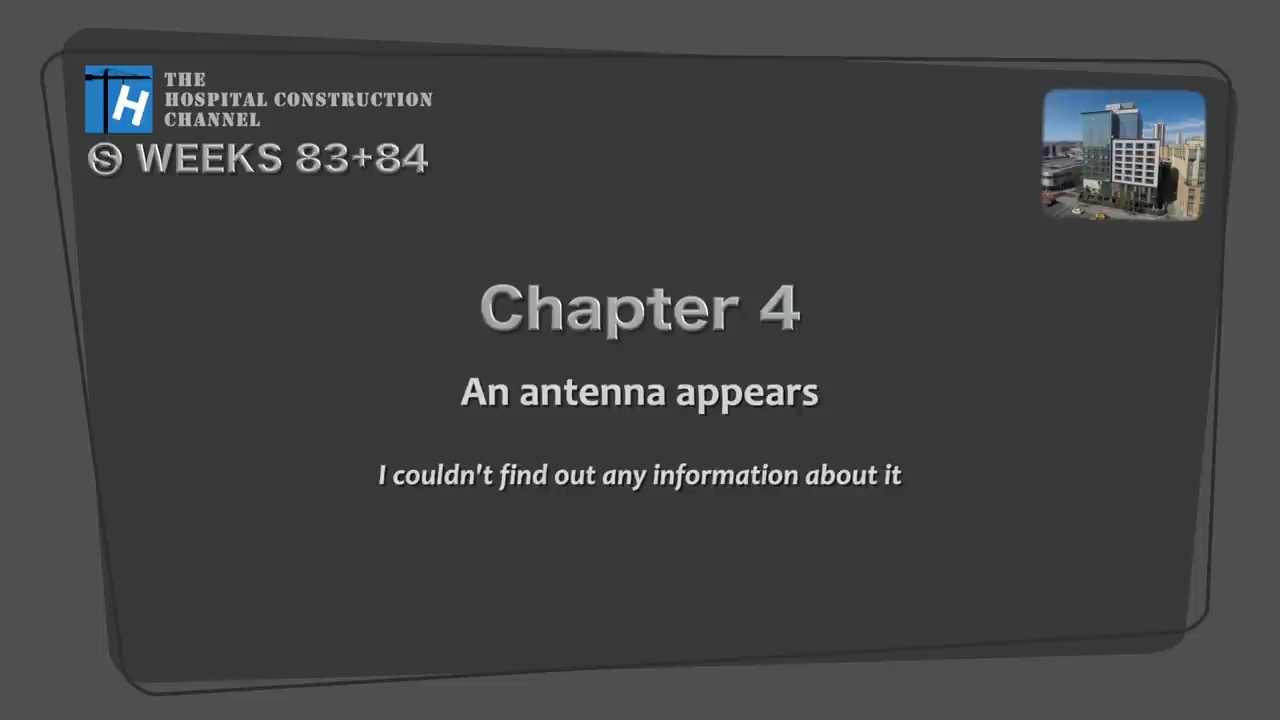 THE
HOSPITAL CONSTRUCTION
CHANNEL
H
S WEEKS 83+84
Chapter 4
An antenna appears
I couldn't find out any information about it